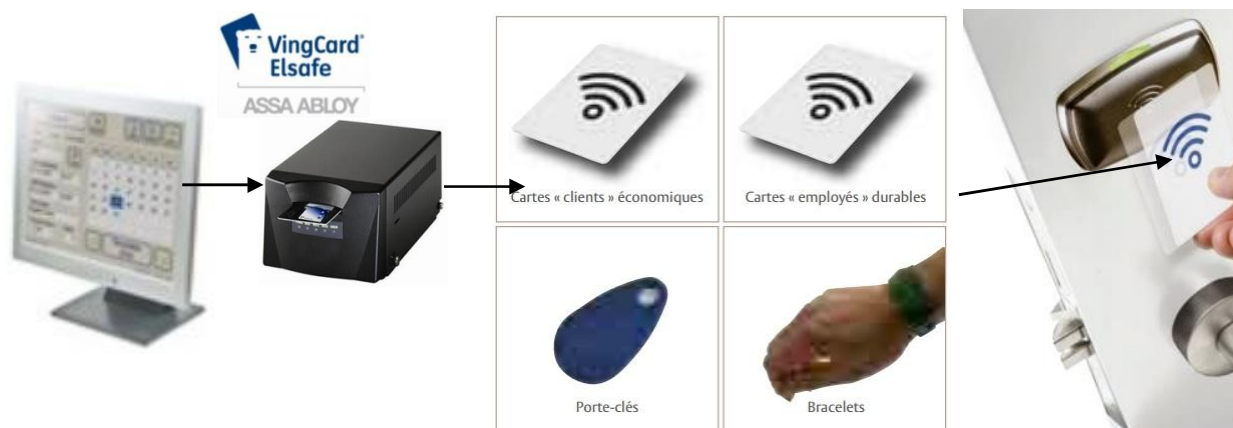 VingCard®
Elsafe
ASSA ABLOY
Cartes « clients » économiques
Cartes « employés » durables
Porte-clés
Bracelets